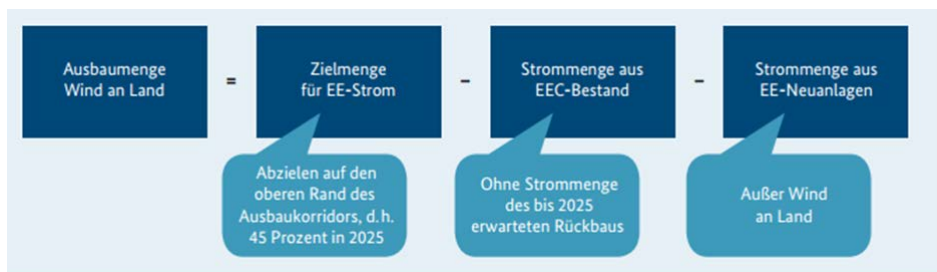 Ausbaumenge
Wind an Land
=
Zielmenge
für EE-Strom
–
Strommenge aus
EEC-Bestand
–
Strommenge aus
EE-Neuanlagen
Abzielen auf den
oberen Rand des
Ausbaukorridors, d.h.
45 Prozent in 2025
Ohne Strommenge
des bis 2025
erwarteten Rückbaus
Außer Wind
an Land